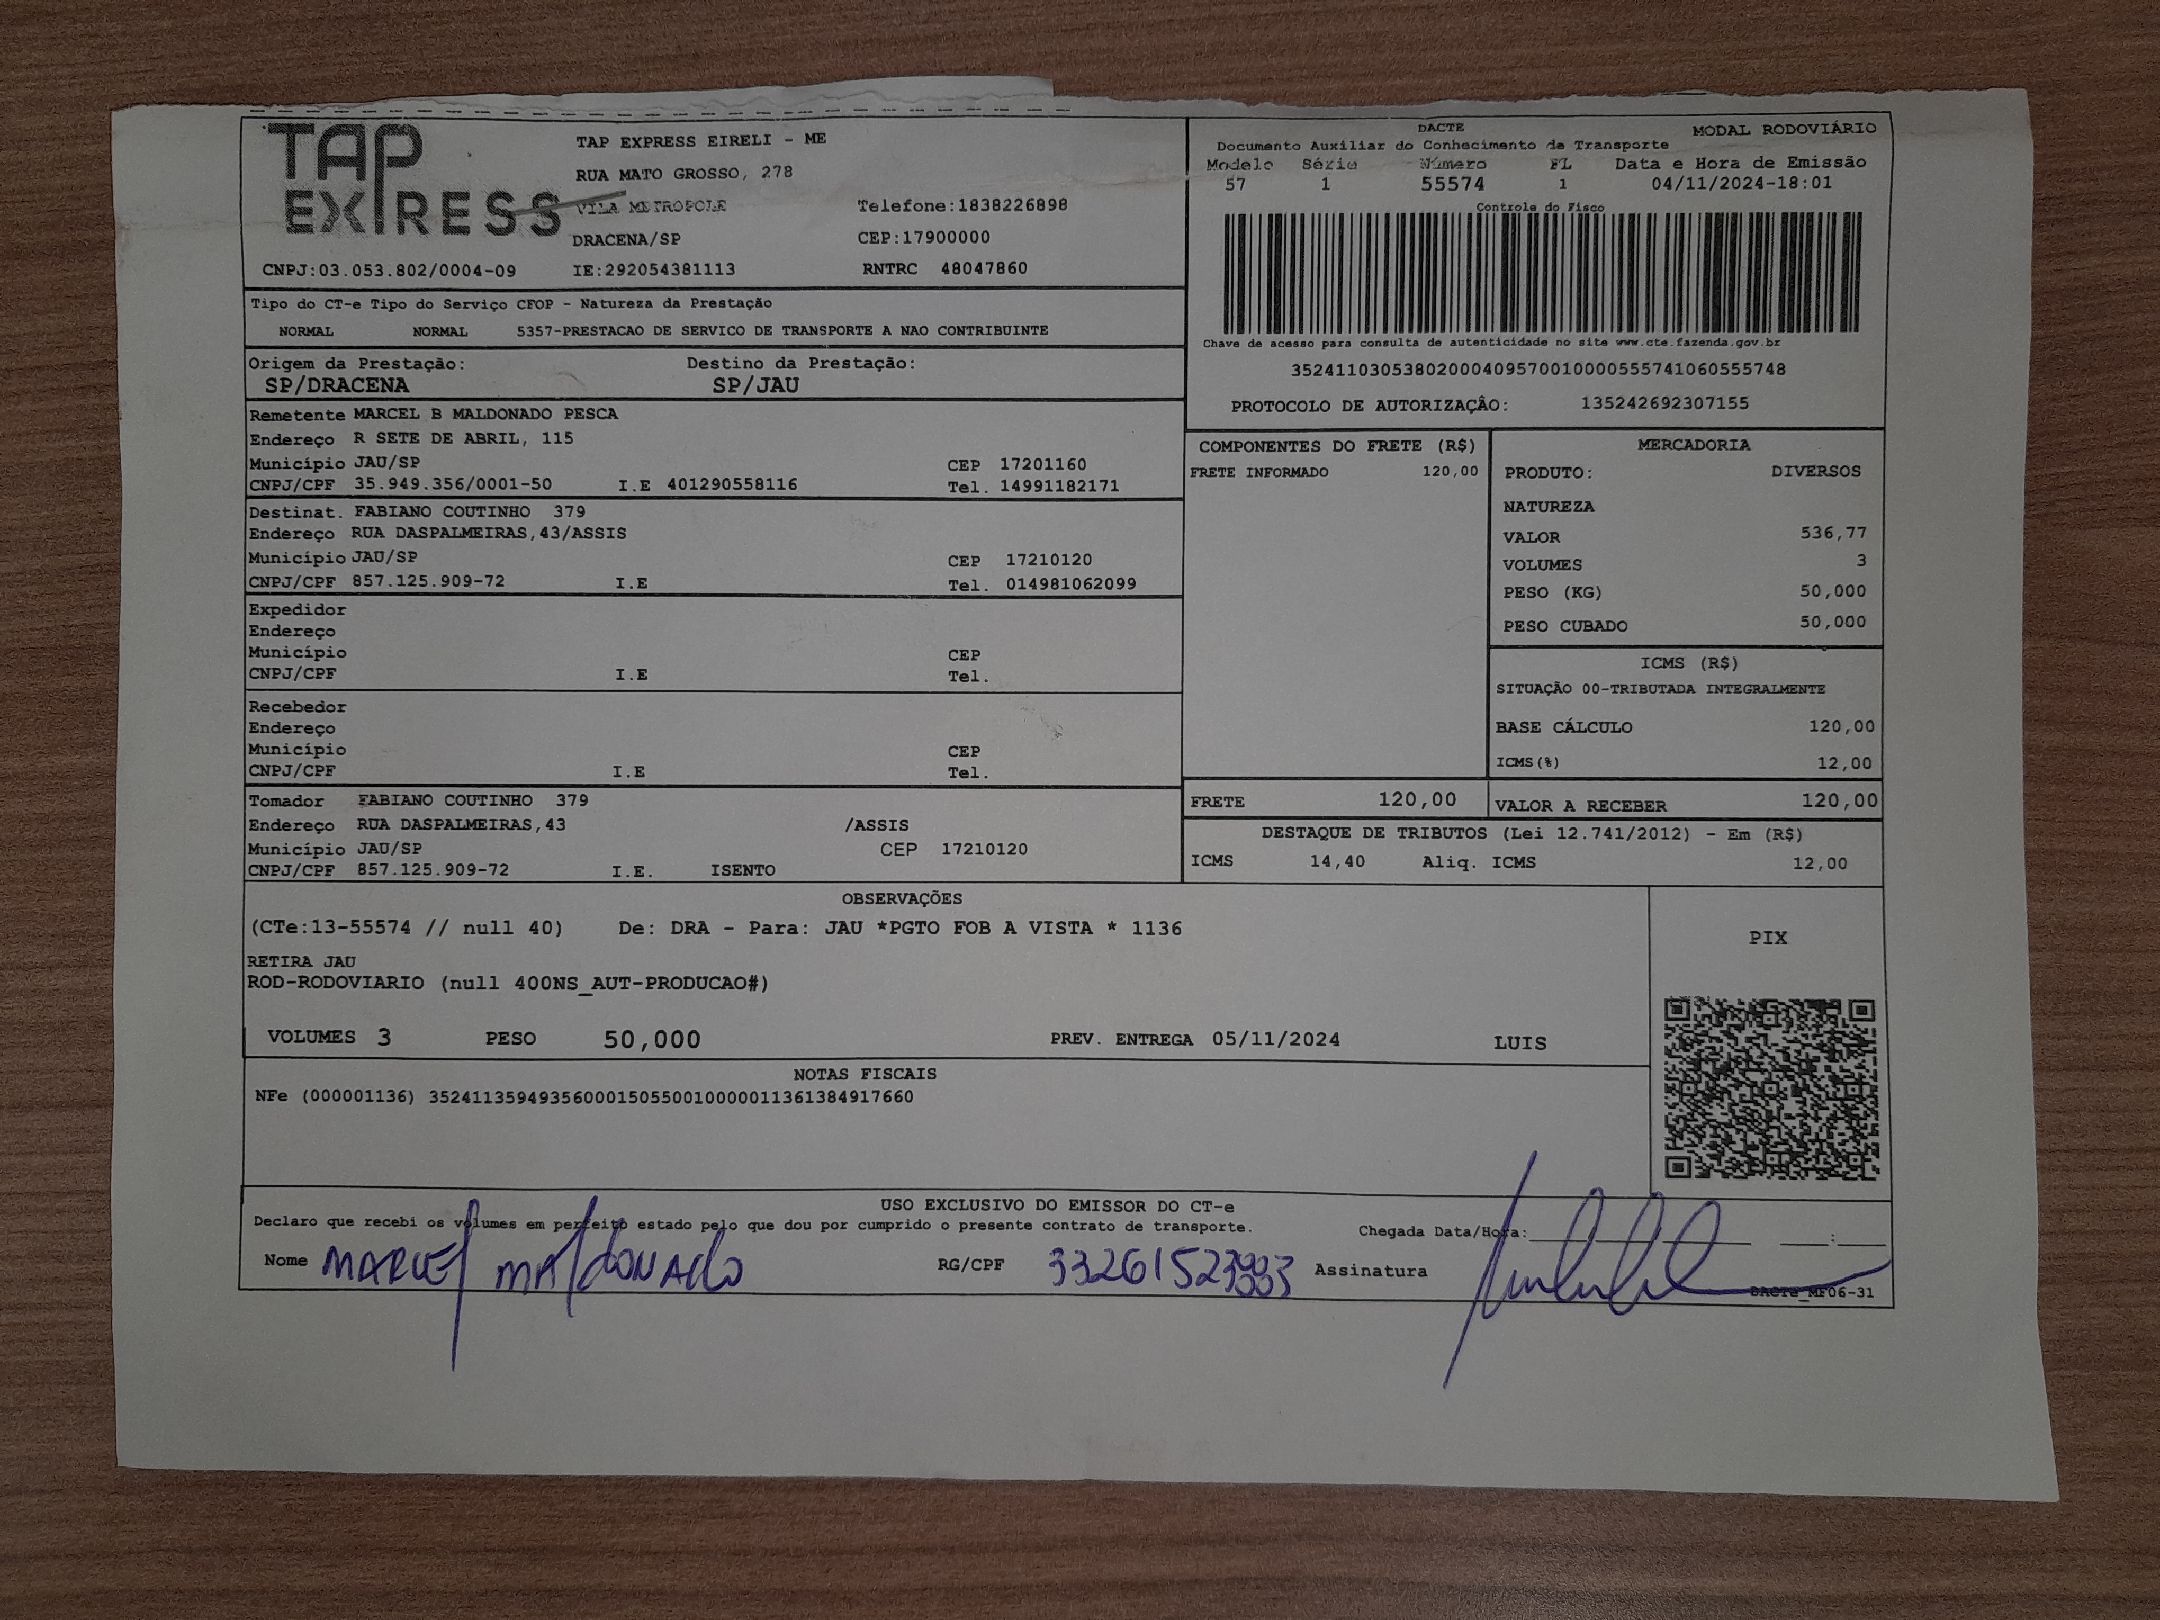 TAP
EXPRESS
TAP EXPRESS EIRELI - ME
RUA MATO GROSSO, 278
VILA METROPOLE Telefone:1838226898
DRACENA/SP CEP:17900000
CNPJ:03.053.802/0004-09 IE:292054381113 RNTRC 48047860
DACTE MODAL RODOVIÁRIO
Documento Auxiliar do Conhecimento de Transporte
Modelo Série Número FL Data e Hora de Emissão
57 1 55574 1 04/11/2024-18:01
Controle do Fisco
Chave de acesso para consulta de autenticidade no site www.cte.fazenda.gov.br
35241103053802000409570010000555741060555748
PROTOCOLO DE AUTORIZAÇÂO: 135242692307155
Tipo do CT-e Tipo do Serviço CFOP - Natureza da Prestação
NORMAL NORMAL 5357-PRESTACAO DE SERVICO DE TRANSPORTE A NAO CONTRIBUINTE
Origem da Prestação: Destino da Prestação:
SP/DRACENA SP/JAU
Remetente MARCEL B MALDONADO PESCA
Endereço R SETE DE ABRIL, 115
Município JAU/SP CEP 17201160
CNPJ/CPF 35.949.356/0001-50 I.E 401290558116 Tel. 14991182171
Destinat. FABIANO COUTINHO 379
Endereço RUA DASPALMEIRAS,43/ASSIS
Município JAU/SP CEP 17210120
CNPJ/CPF 857.125.909-72 I.E Tel. 014981062099
Expedidor
Endereço
Município CEP
CNPJ/CPF I.E Tel.
Recebedor
Endereço
Município CEP
CNPJ/CPF I.E Tel.
Tomador FABIANO COUTINHO 379
Endereço RUA DASPALMEIRAS,43 /ASSIS
Município JAU/SP CEP 17210120
CNPJ/CPF 857.125.909-72 I.E. ISENTO
COMPONENTES DO FRETE (R$)
FRETE INFORMADO 120,00
MERCADORIA
PRODUTO: DIVERSOS
NATUREZA
VALOR 536,77
VOLUMES 3
PESO (KG) 50,000
PESO CUBADO 50,000
ICMS (R$)
SITUAÇÃO 00-TRIBUTADA INTEGRALMENTE
BASE CÁLCULO 120,00
ICMS(%) 12,00
FRETE 120,00 VALOR A RECEBER 120,00
DESTAQUE DE TRIBUTOS (Lei 12.741/2012) - Em (R$)
ICMS 14,40 Aliq. ICMS 12,00
OBSERVAÇÕES
(CTe:13-55574 // null 40) De: DRA - Para: JAU *PGTO FOB A VISTA * 1136
RETIRA JAU
ROD-RODOVIARIO (null 400NS_AUT-PRODUCAO#)
VOLUMES 3 PESO 50,000 PREV. ENTREGA 05/11/2024 LUIS
PIX
NOTAS FISCAIS
NFe (000001136) 35241135949356000150550010000011361384917660
USO EXCLUSIVO DO EMISSOR DO CT-e
Declaro que recebi os volumes em perfeito estado pelo que dou por cumprido o presente contrato de transporte.
Chegada Data/Hora:
Nome MARCEL MALDONADO RG/CPF Assinatura
DACTE_MF06-31